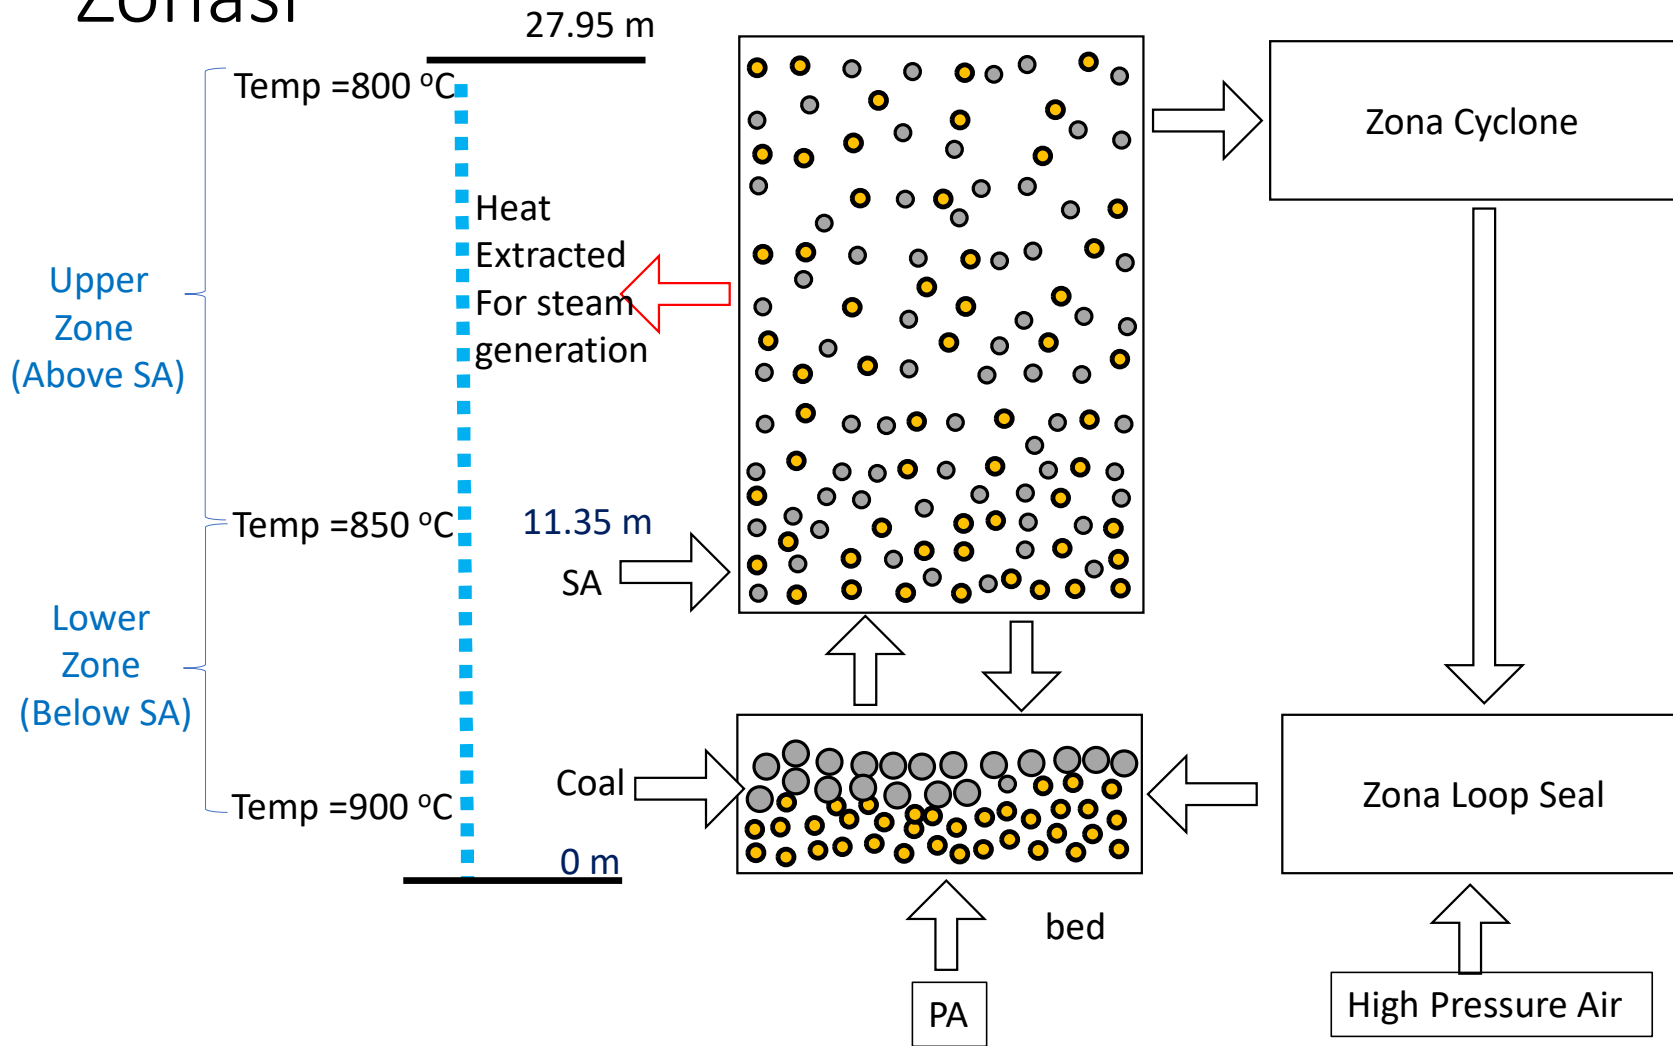 Zonasi
27.95 m
Temp =800 °C
Zona Cyclone
Heat
Extracted
For steam
generation
Upper
Zone
(Above SA)
Temp =850 °C
11.35 m
SA
Lower
Zone
(Below SA)
Coal
Temp =900 °C
0 m
Zona Loop Seal
bed
PA
High Pressure Air